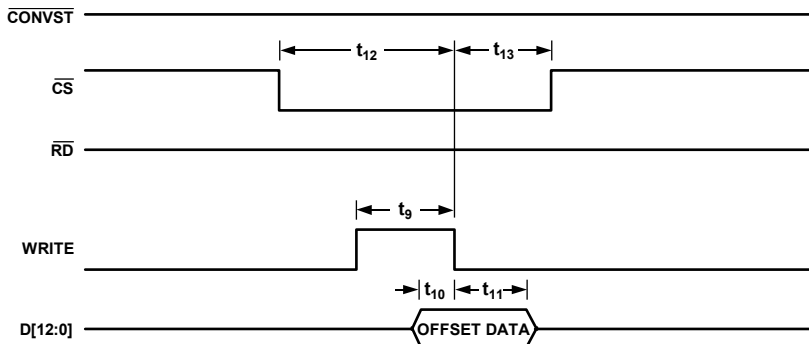 CONVST
t12 t13
CS
RD
t9
WRITE
t10 t11
D[12:0] OFFSET DATA